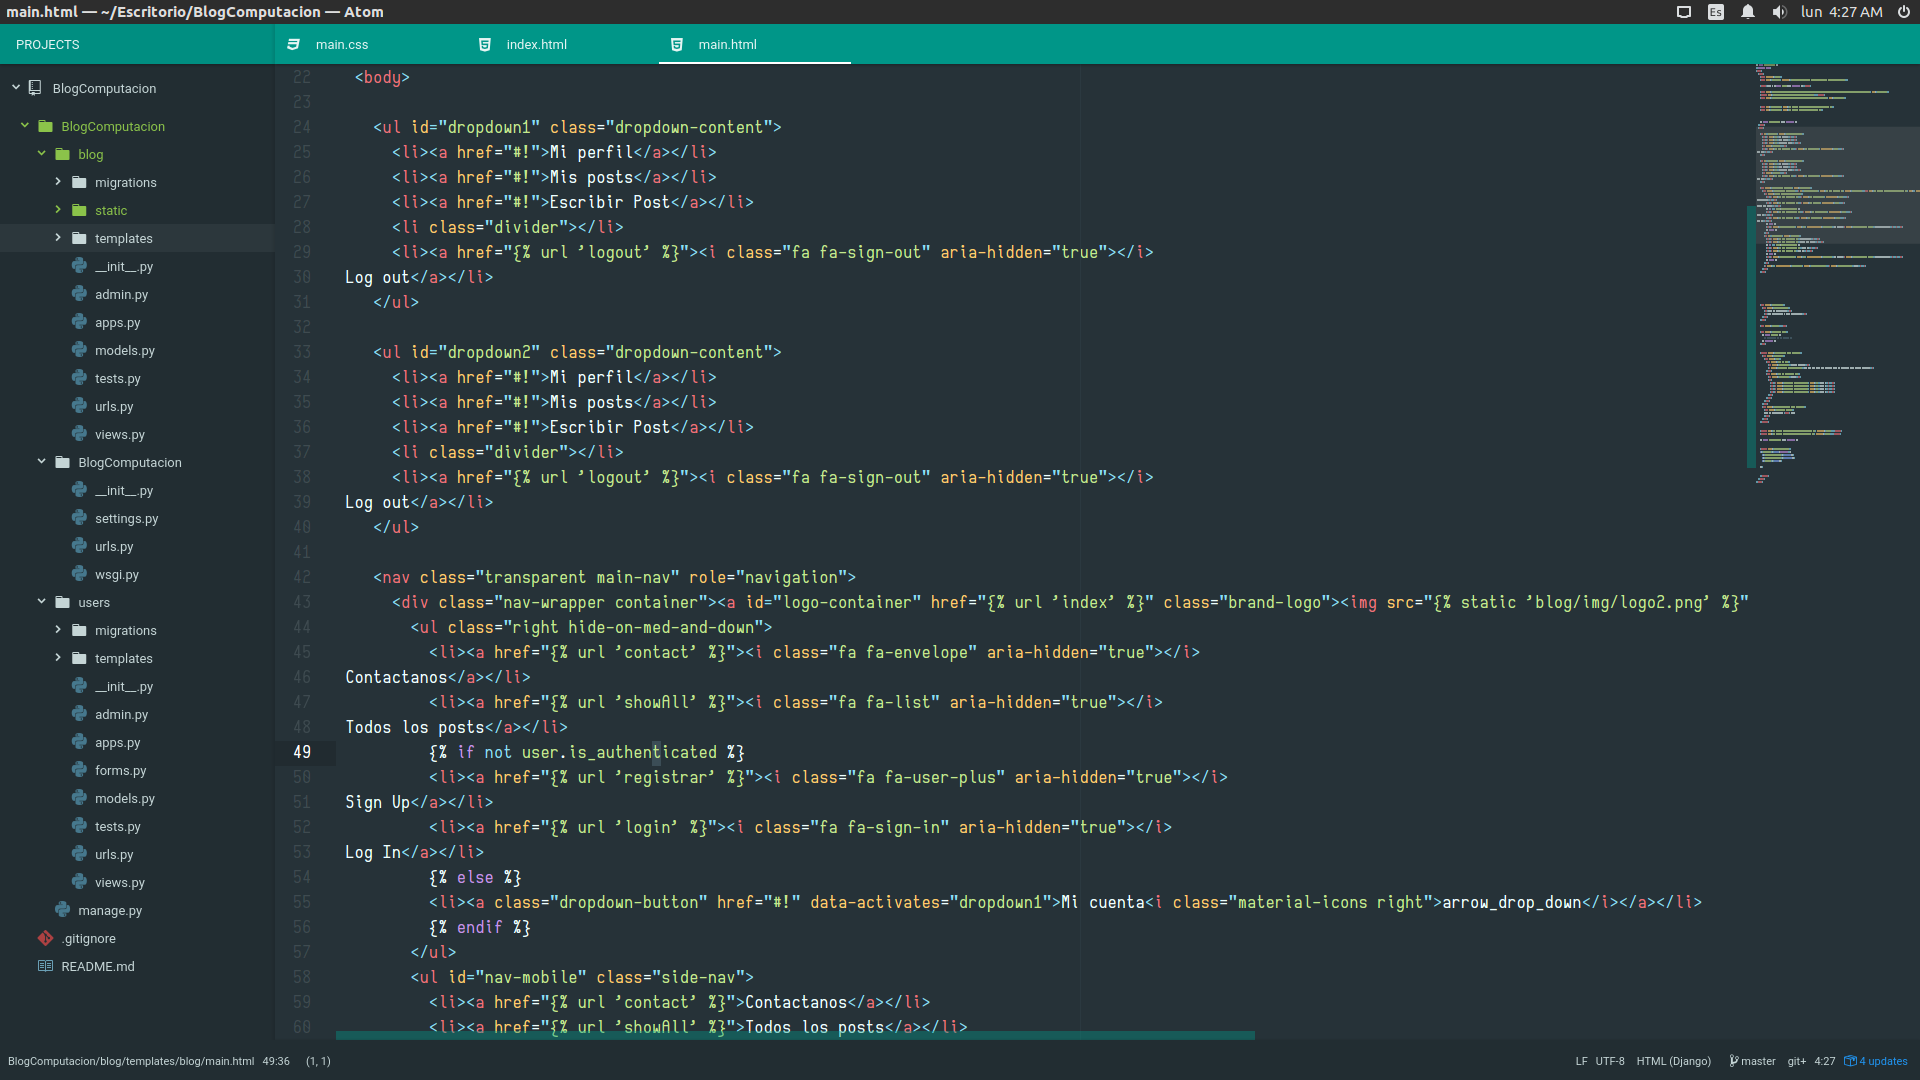 main.html — ~/Escritorio/BlogComputacion — Atom
Es
lun 4:27 AM
PROJECTS
main.css
index.html
main.html
BlogComputacion
BlogComputacion
blog
migrations
static
templates
__init__.py
admin.py
apps.py
models.py
tests.py
urls.py
views.py
BlogComputacion
__init__.py
settings.py
urls.py
wsgi.py
users
migrations
templates
__init__.py
admin.py
apps.py
forms.py
models.py
tests.py
urls.py
views.py
manage.py
.gitignore
README.md
22 <body>
23
24 <ul id="dropdown1" class="dropdown-content">
25 <li><a href="#!">Mi perfil</a></li>
26 <li><a href="#!">Mis posts</a></li>
27 <li><a href="#!">Escribir Post</a></li>
28 <li class="divider"></li>
29 <li><a href="{% url 'logout' %}"><i class="fa fa-sign-out" aria-hidden="true"></i>
30 Log out</a></li>
31 </ul>
32
33 <ul id="dropdown2" class="dropdown-content">
34 <li><a href="#!">Mi perfil</a></li>
35 <li><a href="#!">Mis posts</a></li>
36 <li><a href="#!">Escribir Post</a></li>
37 <li class="divider"></li>
38 <li><a href="{% url 'logout' %}"><i class="fa fa-sign-out" aria-hidden="true"></i>
39 Log out</a></li>
40 </ul>
41
42 <nav class="transparent main-nav" role="navigation">
43 <div class="nav-wrapper container"><a id="logo-container" href="{% url 'index' %}" class="brand-logo"><img src="{% static 'blog/img/logo2.png' %}"
44 <ul class="right hide-on-med-and-down">
45 <li><a href="{% url 'contact' %}"><i class="fa fa-envelope" aria-hidden="true"></i>
46 Contactanos</a></li>
47 <li><a href="{% url 'showAll' %}"><i class="fa fa-list" aria-hidden="true"></i>
48 Todos los posts</a></li>
49 {% if not user.is_authenticated %}
50 <li><a href="{% url 'registrar' %}"><i class="fa fa-user-plus" aria-hidden="true"></i>
51 Sign Up</a></li>
52 <li><a href="{% url 'login' %}"><i class="fa fa-sign-in" aria-hidden="true"></i>
53 Log In</a></li>
54 {% else %}
55 <li><a class="dropdown-button" href="#!" data-activates="dropdown1">Mi cuenta<i class="material-icons right">arrow_drop_down</i></a></li>
56 {% endif %}
57 </ul>
58 <ul id="nav-mobile" class="side-nav">
59 <li><a href="{% url 'contact' %}">Contactanos</a></li>
60 <li><a href="{% url 'showAll' %}">Todos los posts</a></li>
BlogComputacion/blog/templates/blog/main.html 49:36 (1, 1)
LF UTF-8 HTML (Django) master git+ 4:27 4 updates